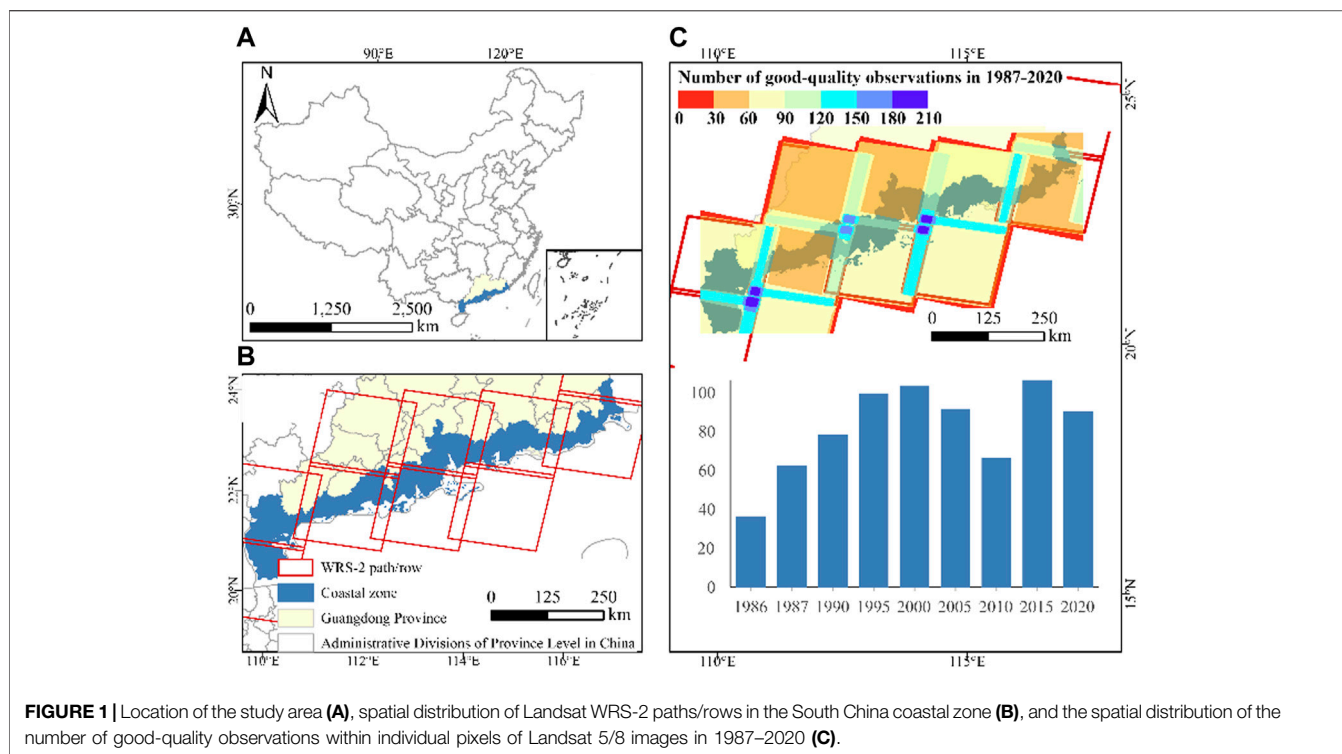 A
90°E 120°E
N
30°N
0 1,250 2,500
km
B
24°N
22°N
20°N
WRS-2 path/row
Coastal zone
Guangdong Province
Administrative Divisions of Province Level in China
0 125 250
km
110°E 112°E 114°E 116°E
C
110°E 115°E
Number of good-quality observations in 1987-2020
0 30 60 90 120 150 180 210
25°N
20°N
15°N
0 125 250
km
100
80
60
40
20
0
1986 1987 1990 1995 2000 2005 2010 2015 2020
110°E 115°E
FIGURE 1 | Location of the study area (A), spatial distribution of Landsat WRS-2 paths/rows in the South China coastal zone (B), and the spatial distribution of the
number of good-quality observations within individual pixels of Landsat 5/8 images in 1987–2020 (C).